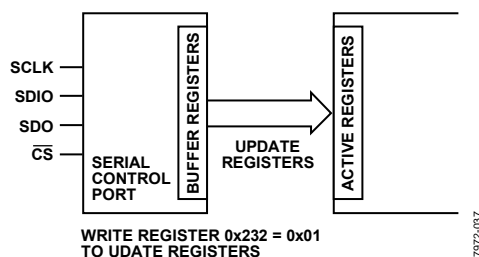 SCLK
SDIO
SDO
CS
SERIAL
CONTROL
PORT
BUFFER REGISTERS
UPDATE
REGISTERS
ACTIVE REGISTERS
WRITE REGISTER 0x232 = 0x01
TO UDATE REGISTERS
7972-037